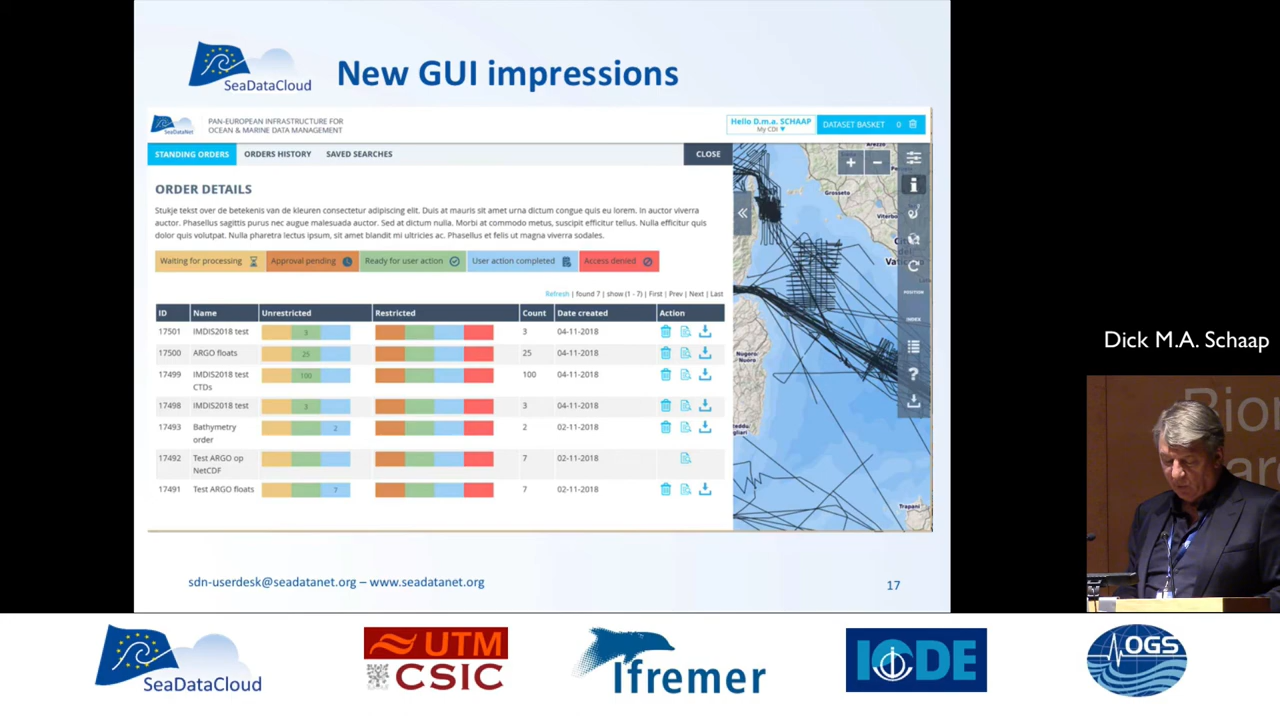 SeaDataCloud
New GUI impressions
SeaDataNet
PAN-EUROPEAN INFRASTRUCTURE FOR
OCEAN & MARINE DATA MANAGEMENT
Hello D.m.a. SCHAAP
My CDI
DATASET BASKET 0
STANDING ORDERS ORDERS HISTORY SAVED SEARCHES CLOSE
ORDER DETAILS
Stukje tekst over de betekenis van de kleuren consectetur adipiscing elit. Duis at mauris sit amet urna dictum congue quis eu lorem. In auctor viverra
auctor. Phasellus sagittis purus nec augue malesuada auctor. Sed at dictum nulla. Morbi at commodo metus, suscipit efficitur tellus. Nulla efficitur quis
dolor quis volutpat. Nulla pharetra lectus ipsum, sit amet blandit mi ultricies ac. Phasellus et felis ut magna viverra sodales.
Waiting for processing Approval pending Ready for user action User action completed Access denied
Refresh | found 7 | show (1 - 7) | First | Prev | Next | Last
ID Name Unrestricted Restricted Count Date created Action
17501 IMDIS2018 test 3 3 04-11-2018
17500 ARGO floats 25 25 04-11-2018
17499 IMDIS2018 test 100 100 04-11-2018
CTDs
17498 IMDIS2018 test 3 3 04-11-2018
17493 Bathymetry 2 2 02-11-2018
order
17492 Test ARGO op 7 02-11-2018
NetCDF
17491 Test ARGO floats 7 7 02-11-2018
Grosseto
Viterbo
POSITION
INDEX
Nuoro
Trapani
sdn-userdesk@seadatanet.org – www.seadatanet.org
17
Dick M.A. Schaap
SeaDataCloud
UTM
CSIC
Ifremer
IODE
OGS